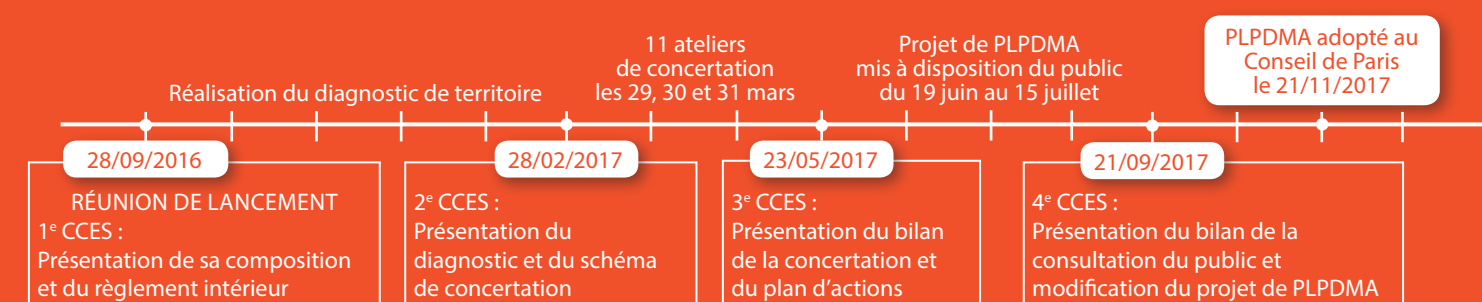 Réalisation du diagnostic de territoire
11 ateliers
de concertation
les 29, 30 et 31 mars
Projet de PLPDMA
mis à disposition du public
du 19 juin au 15 juillet
PLPDMA adopté au
Conseil de Paris
le 21/11/2017
28/09/2016
RÉUNION DE LANCEMENT
1e CCES :
Présentation de sa composition
et du règlement intérieur
28/02/2017
2e CCES :
Présentation du
diagnostic et du schéma
de concertation
23/05/2017
3e CCES :
Présentation du bilan
de la concertation et
du plan d'actions
21/09/2017
4e CCES :
Présentation du bilan de la
consultation du public et
modification du projet de PLPDMA